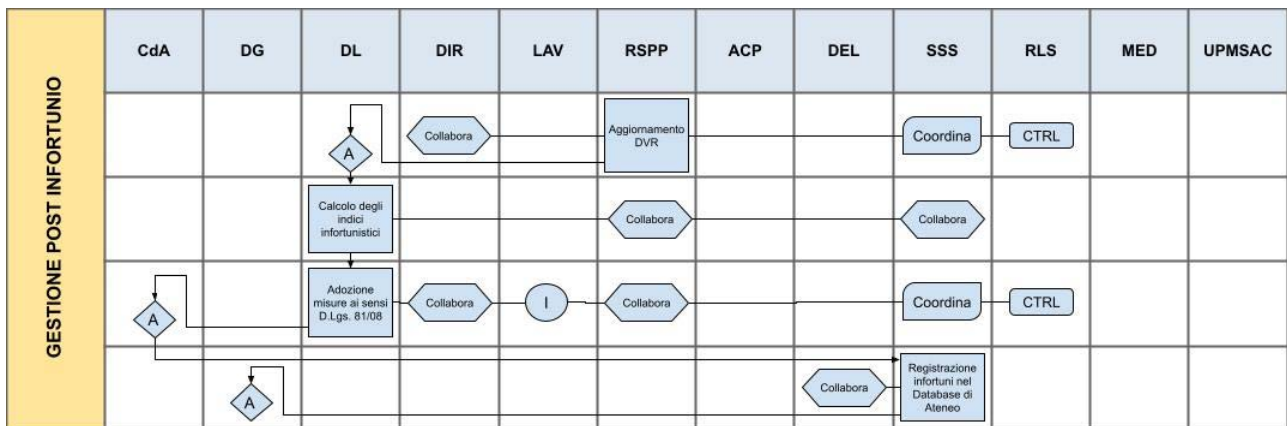 GESTIONE POST INFORTUNIO
CdA DG DL DIR LAV RSPP ACP DEL SSS RLS MED UPMSAC
A
Collabora
Aggiornamento
DVR
Coordina
CTRL
Calcolo degli
indici
infortunistici
Collabora
Collabora
A
Adozione
misure ai sensi
D.Lgs. 81/08
Collabora
I
Collabora
Coordina
CTRL
A
Collabora
Registrazione
infortuni nel
Database di
Ateneo